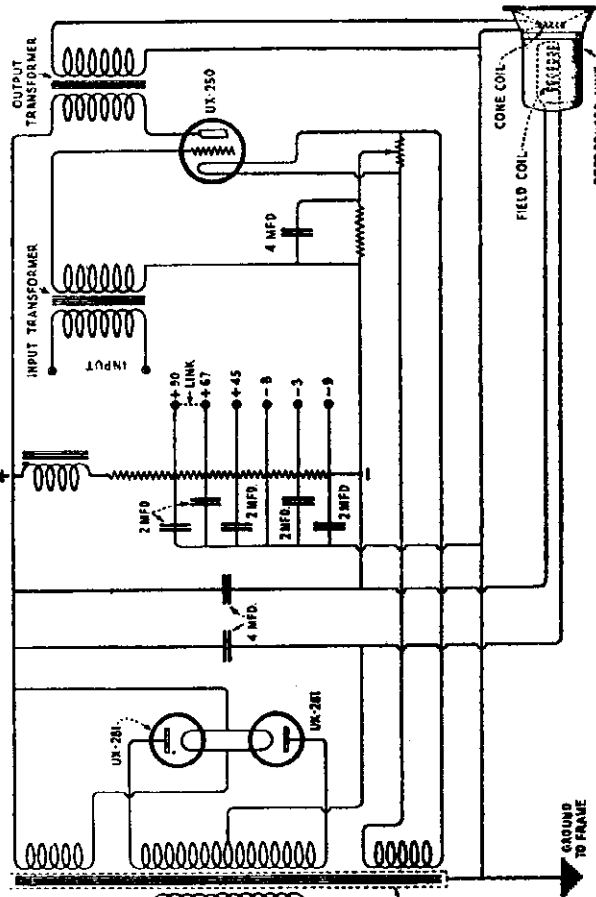 OUTPUT
TRANSFORMER
UX-250
CONE COIL
FIELD COIL
INPUT TRANSFORMER
INPUT
4 MFD
+90
LINK
+67
+45
-B
-3
-9
2 MFD
2 MFD.
2 MFD.
2 MFD
4 MFD.
UX-281
UX-281
GROUND
TO FRAME